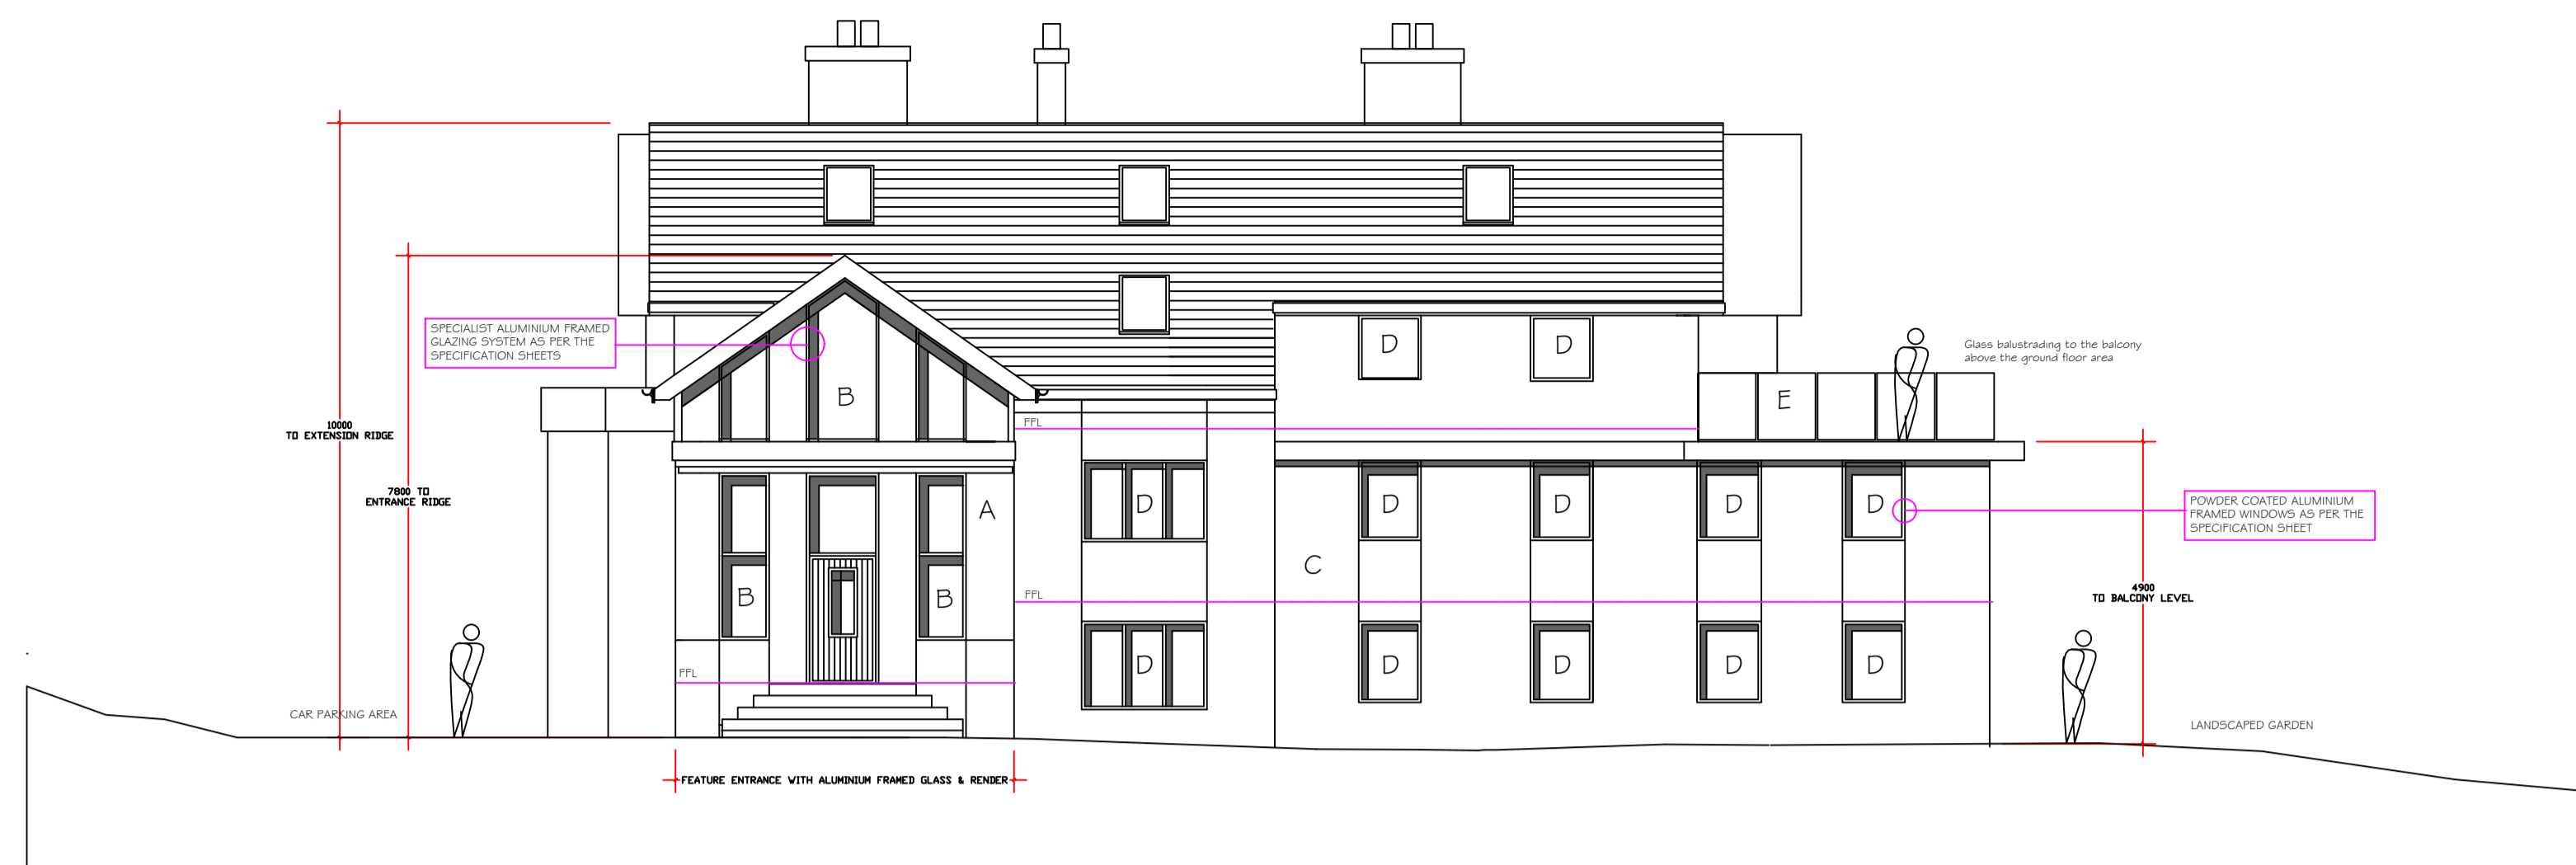 SPECIALIST ALUMINIUM FRAMED
GLAZING SYSTEM AS PER THE
SPECIFICATION SHEETS
10000
TO EXTENSION RIDGE
7800 TO
ENTRANCE RIDGE
B
D
D
E
Glass balustrading to the balcony
above the ground floor area
FFL
A
D
D
D
D
D
POWDER COATED ALUMINIUM
FRAMED WINDOWS AS PER THE
SPECIFICATION SHEET
C
B
B
FFL
4900
TO BALCONY LEVEL
FFL
D
D
D
D
D
CAR PARKING AREA
LANDSCAPED GARDEN
FEATURE ENTRANCE WITH ALUMINIUM FRAMED GLASS & RENDER